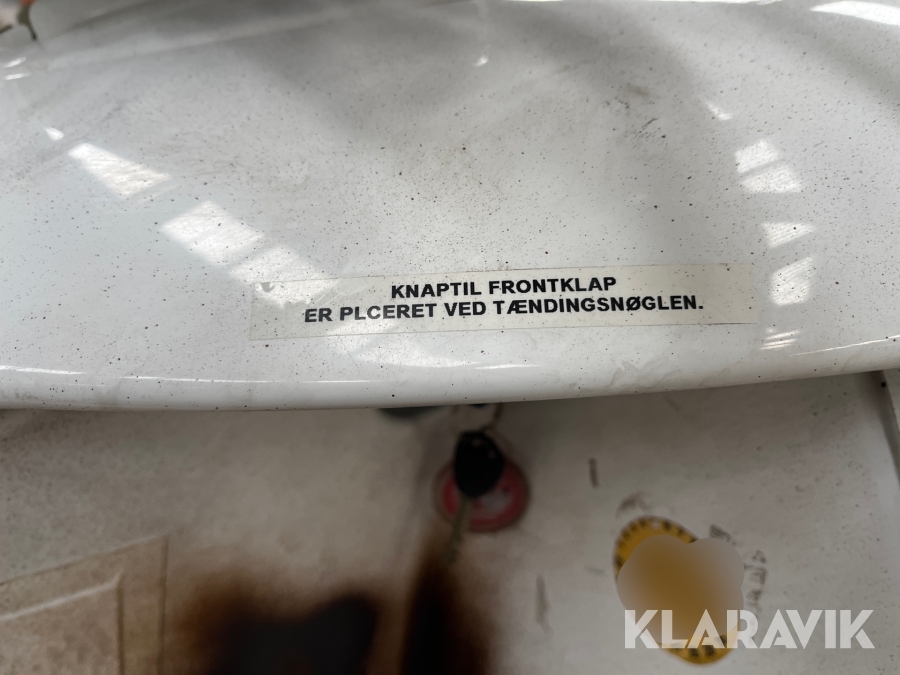 KNAPTIL FRONTKLAP
ER PLCERET VED TÆNDINGSNØGLEN.
KLARAVIK